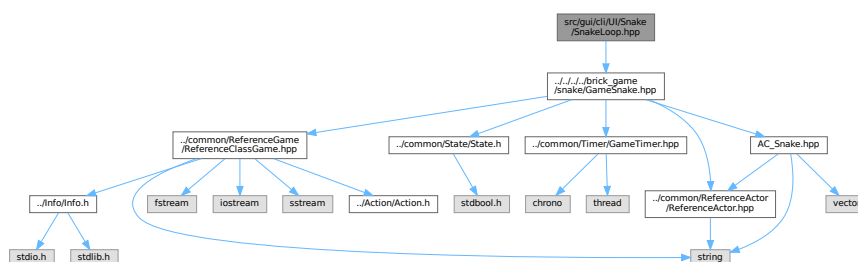 src/gui/cli/UI/Snake
/SnakeLoop.hpp
../../../../brick_game
/snake/GameSnake.hpp
../common/ReferenceGame
/ReferenceClassGame.hpp
../common/State/State.h
../common/Timer/GameTimer.hpp
AC_Snake.hpp
../Info/Info.h
fstream
iostream
sstream
../Action/Action.h
stdbool.h
chrono
thread
../common/ReferenceActor
/ReferenceActor.hpp
vector
stdio.h
stdlib.h
string